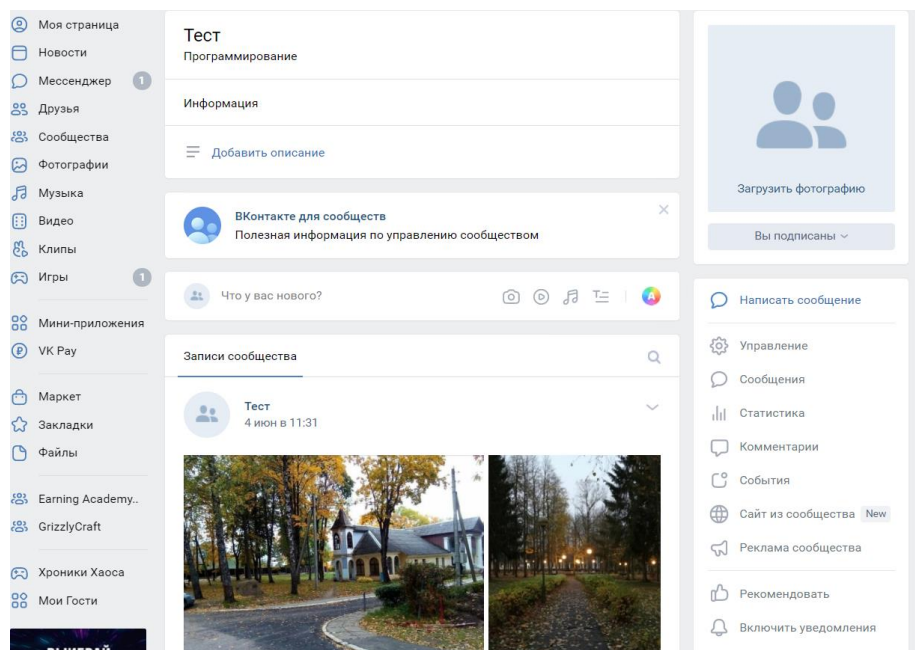 Моя страница
Новости
Мессенджер 1
Друзья
Сообщества
Фотографии
Музыка
Видео
Клипы
Игры 1
Мини-приложения
VK Pay
Маркет
Закладки
Файлы
Earning Academy..
GrizzlyCraft
Хроники Хаоса
Мои Гости
ВЫИГРАЙ
Тест
Программирование
Информация
Добавить описание
ВКонтакте для сообществ
Полезная информация по управлению сообществом
Что у вас нового?
Записи сообщества
Тест
4 июн в 11:31
Загрузить фотографию
Вы подписаны
Написать сообщение
Управление
Сообщения
Статистика
Комментарии
События
Сайт из сообщества New
Реклама сообщества
Рекомендовать
Включить уведомления